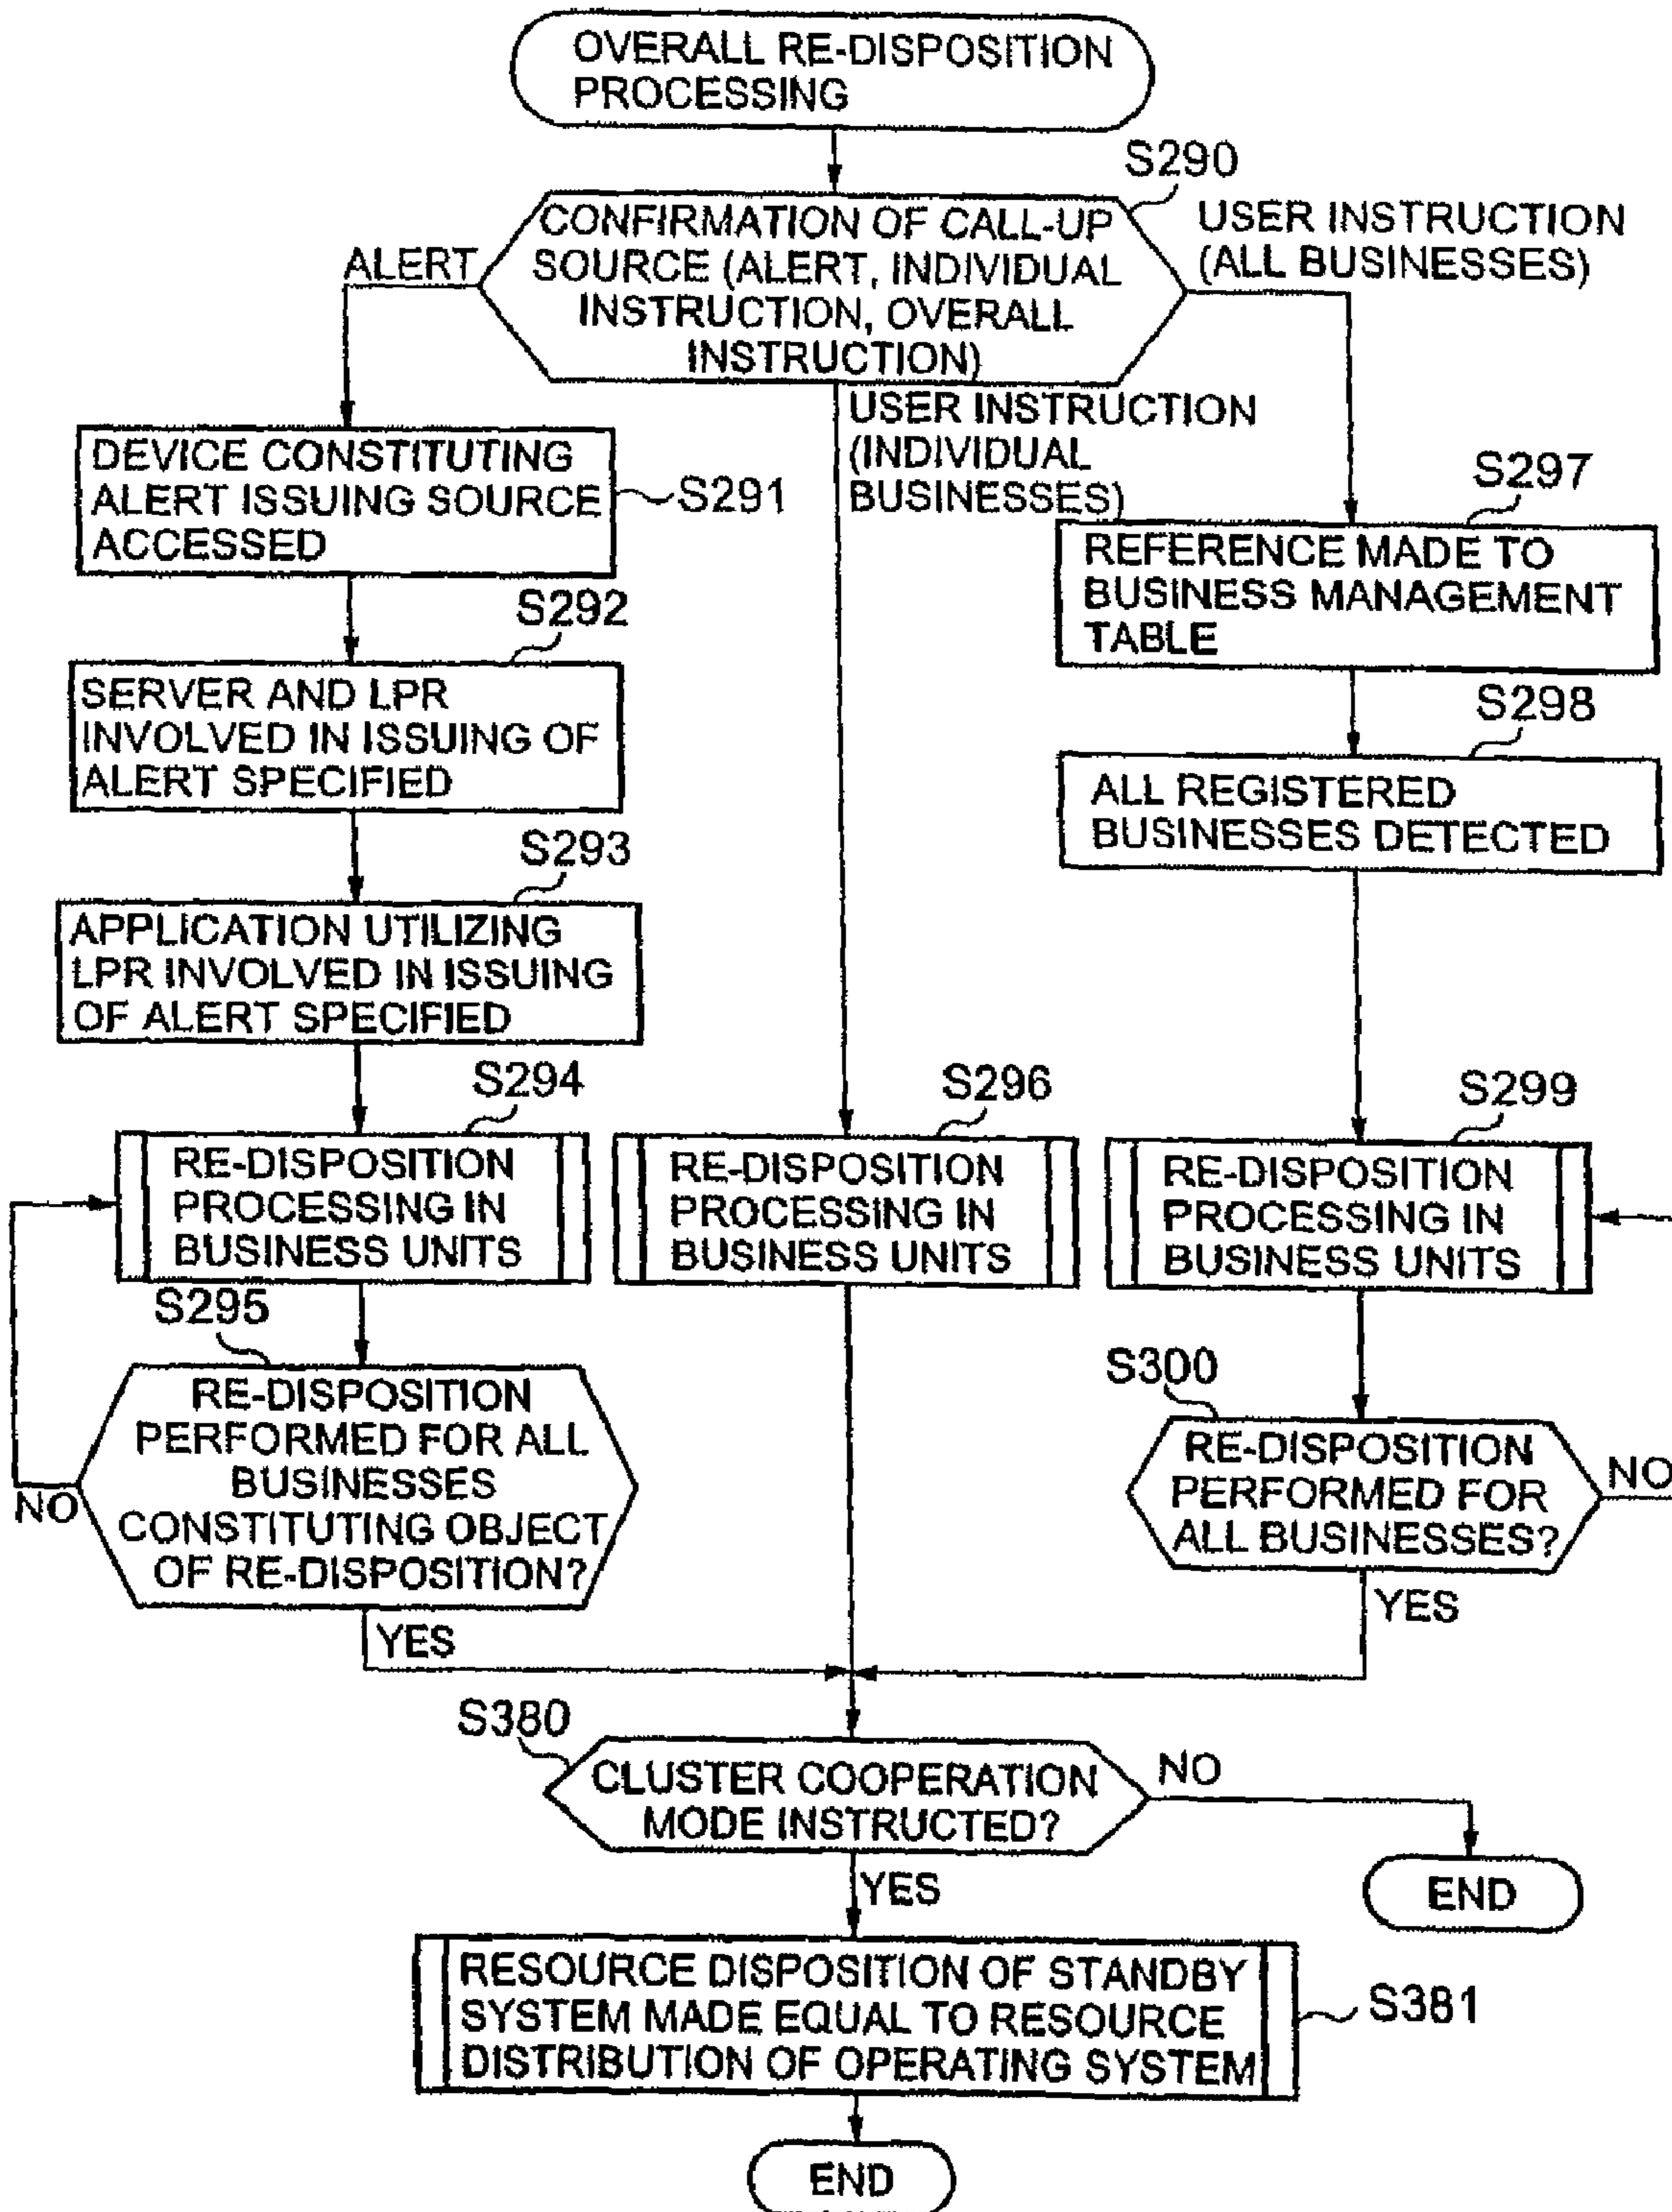 OVERALL RE-DISPOSITION
PROCESSING
S290
CONFIRMATION OF CALL-UP
SOURCE (ALERT, INDIVIDUAL
INSTRUCTION, OVERALL
INSTRUCTION)
ALERT
USER INSTRUCTION
(ALL BUSINESSES)
USER INSTRUCTION
(INDIVIDUAL
BUSINESSES)
DEVICE CONSTITUTING
ALERT ISSUING SOURCE
ACCESSED
S291
S292
SERVER AND LPR
INVOLVED IN ISSUING OF
ALERT SPECIFIED
S293
APPLICATION UTILIZING
LPR INVOLVED IN ISSUING
OF ALERT SPECIFIED
S297
REFERENCE MADE TO
BUSINESS MANAGEMENT
TABLE
S298
ALL REGISTERED
BUSINESSES DETECTED
S294
RE-DISPOSITION
PROCESSING IN
BUSINESS UNITS
S296
RE-DISPOSITION
PROCESSING IN
BUSINESS UNITS
S299
RE-DISPOSITION
PROCESSING IN
BUSINESS UNITS
S295
RE-DISPOSITION
PERFORMED FOR ALL
BUSINESSES
CONSTITUTING OBJECT
OF RE-DISPOSITION?
NO
YES
S300
RE-DISPOSITION
PERFORMED FOR
ALL BUSINESSES?
NO
YES
S380
CLUSTER COOPERATION
MODE INSTRUCTED?
NO
END
YES
RESOURCE DISPOSITION OF STANDBY
SYSTEM MADE EQUAL TO RESOURCE
DISTRIBUTION OF OPERATING SYSTEM
S381
END